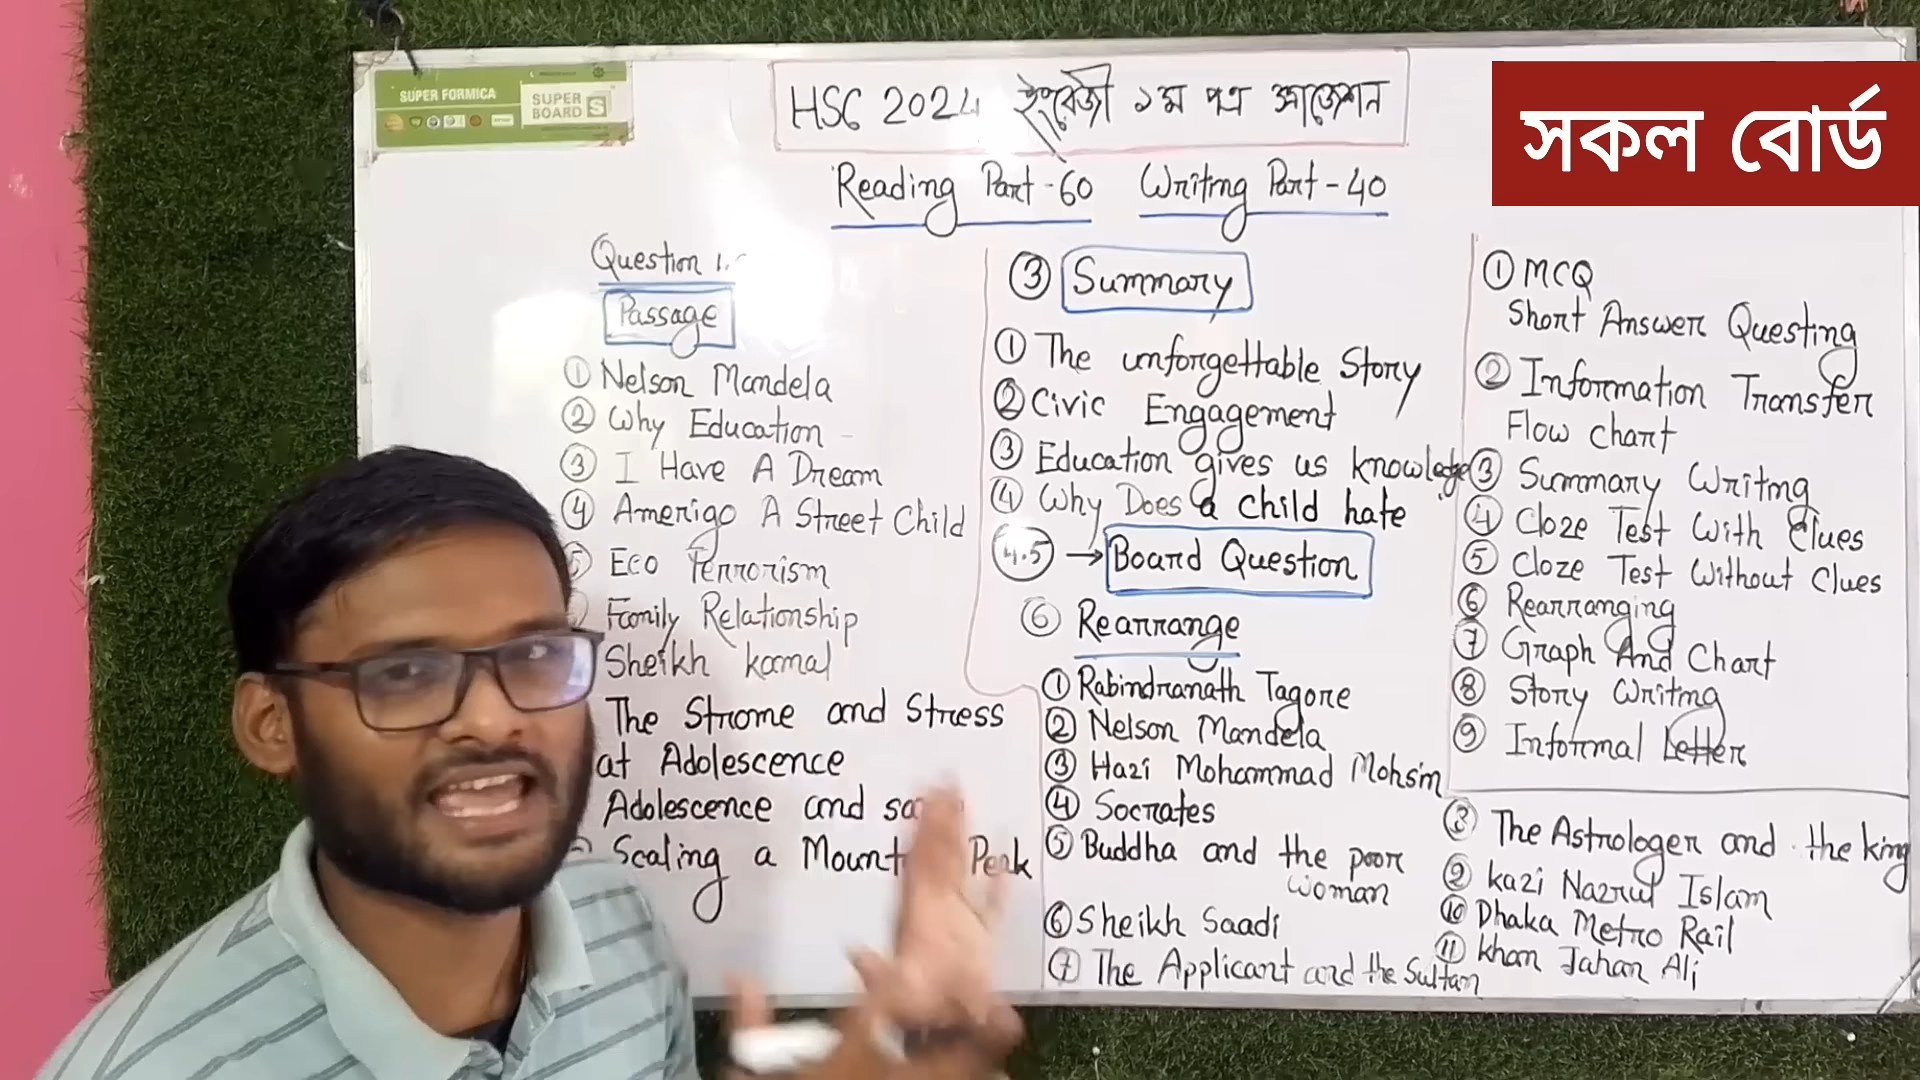 SUPER FORMICA
SUPER BOARD S
HSC 2024 ইংরেজী ১ম পত্র সাজেশন
সকল বোর্ড
Reading Part-60 Writing Part-40
Question 1.
Passage
① Nelson Mandela
② Why Education
③ I Have A Dream
④ Amerigo A Street Child
⑤ Eco Terrorism
Family Relationship
Sheikh kamal
The Strome and Stress
at Adolescence
Adolescence and
Scaling a Mount Peak
③ Summary
① The unforgettable Story
② Civic Engagement
③ Education gives us knowledge
④ Why Does a child hate
4.5 → Board Question
⑥ Rearrange
① Rabindranath Tagore
② Nelson Mandela
③ Hazi Mohammad Mohsin
④ Socrates
⑤ Buddha and the poor
woman
⑥ Sheikh Saadi
⑦ The Applicant and the Sultan
① MCQ
Short Answer Questing
② Information Transfer
Flow chart
③ Summary Writing
④ Cloze Test With Clues
⑤ Cloze Test Without Clues
⑥ Rearranging
⑦ Graph And Chart
⑧ Story Writing
⑨ Informal Letter
⑧ The Astrologer and the king
⑨ kazi Nazrul Islam
⑩ Dhaka Metro Rail
⑪ khan Jahan Ali